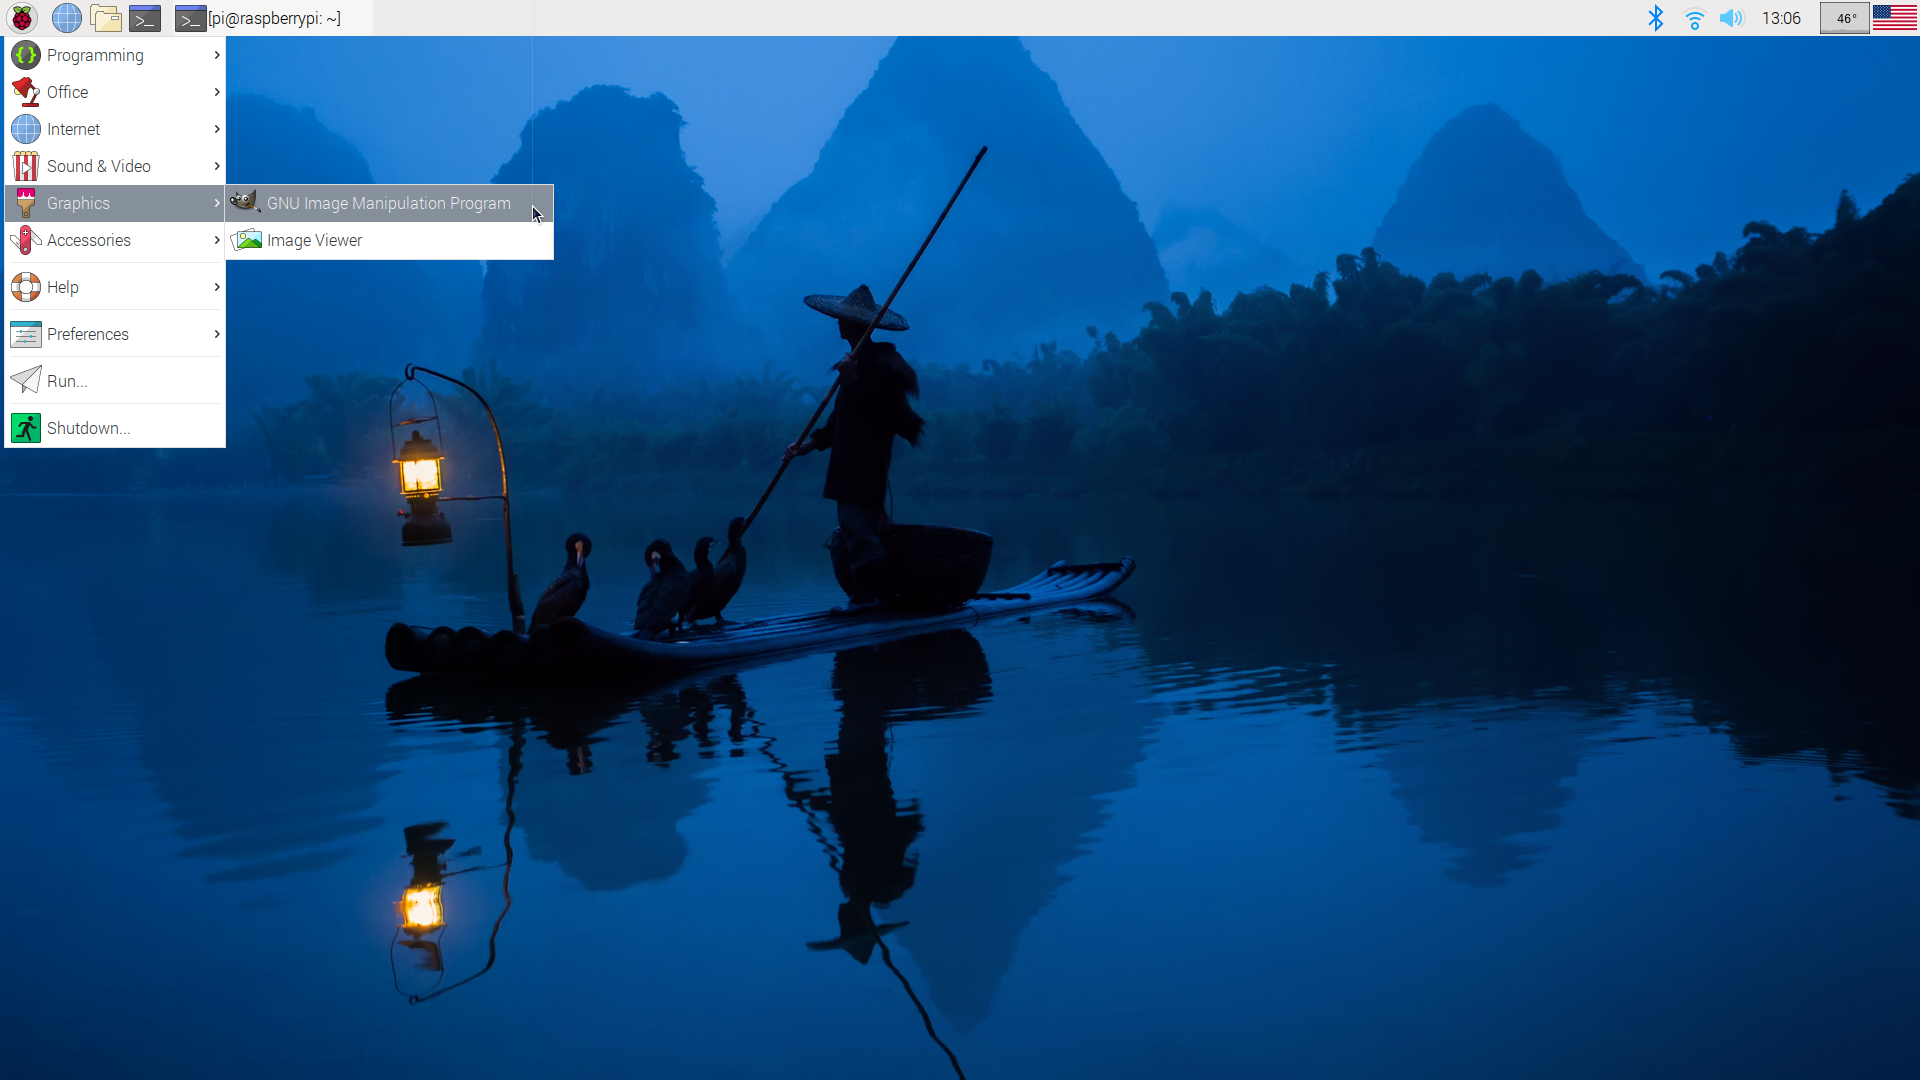 [pi@raspberrypi: ~]
13:06
46°
Programming
Office
Internet
Sound & Video
Graphics
GNU Image Manipulation Program
Accessories
Image Viewer
Help
Preferences
Run...
Shutdown...